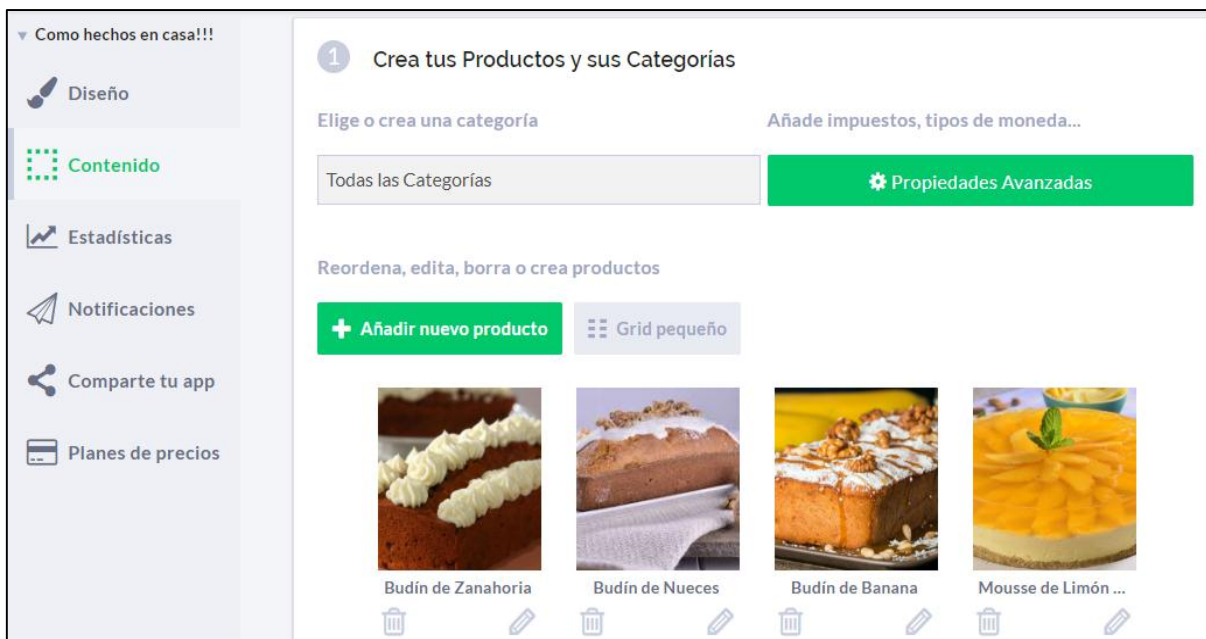 Como hechos en casa!!!
Diseño
Contenido
Estadísticas
Notificaciones
Comparte tu app
Planes de precios
1 Crea tus Productos y sus Categorías
Elige o crea una categoría
Añade impuestos, tipos de moneda...
Todas las Categorías
Propiedades Avanzadas
Reordena, edita, borra o crea productos
Añadir nuevo producto
Grid pequeño
Budín de Zanahoria
Budín de Nueces
Budín de Banana
Mousse de Limón ...